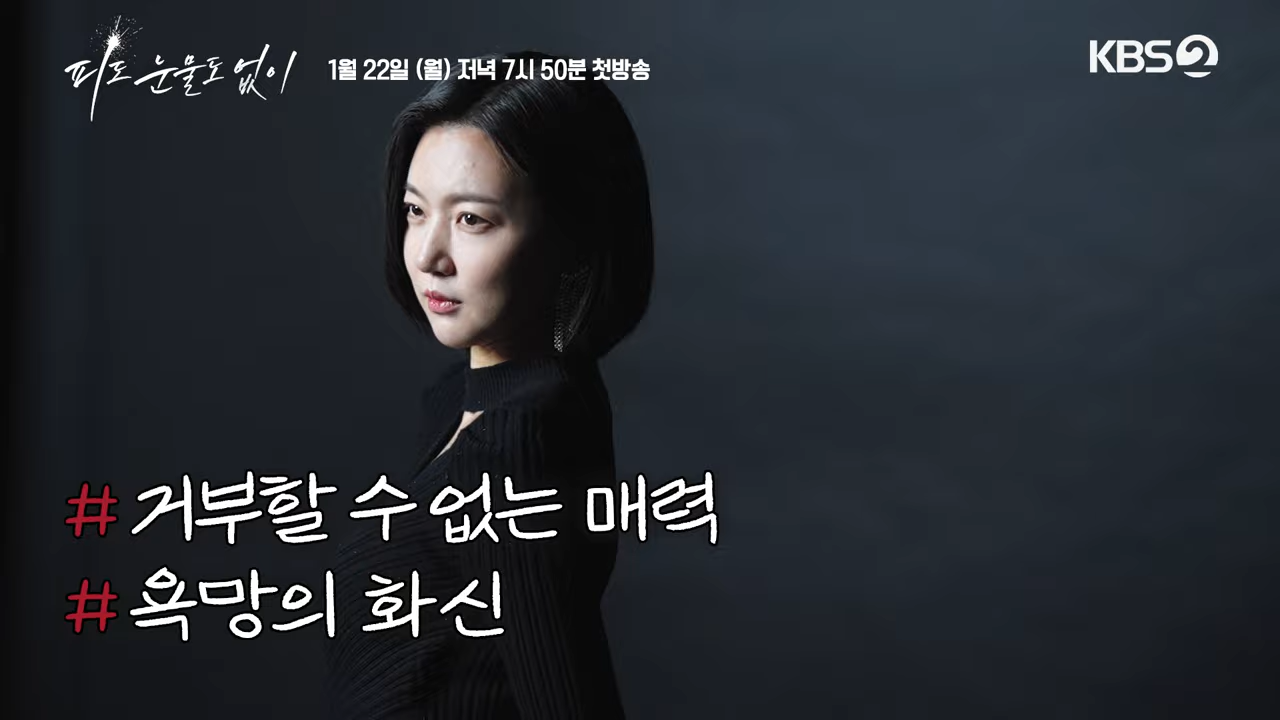 피도 눈물도 없이 1월 22일 (월) 저녁 7시 50분 첫방송
KBS2
# 거부할 수 없는 매력
# 욕망의 화신